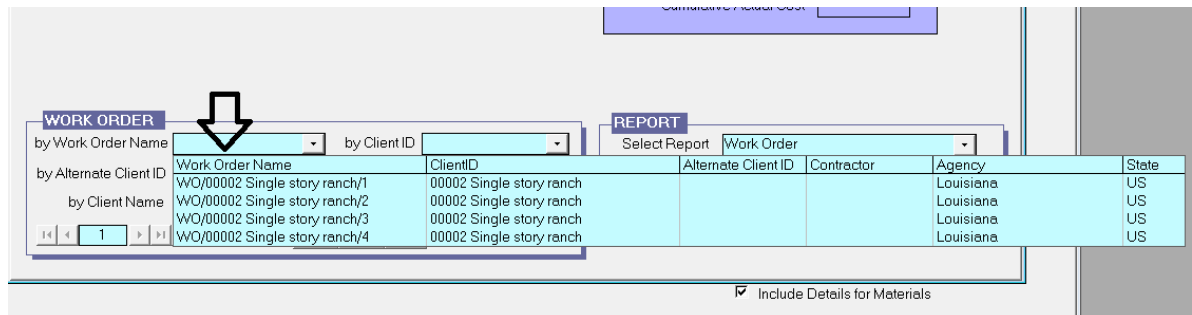 Cumulative Actual Cost
WORK ORDER
by Work Order Name
by Client ID
by Alternate Client ID
by Client Name
1
REPORT
Select Report Work Order
Work Order Name ClientID Alternate Client ID Contractor Agency State
WO/00002 Single story ranch/1 00002 Single story ranch Louisiana US
WO/00002 Single story ranch/2 00002 Single story ranch Louisiana US
WO/00002 Single story ranch/3 00002 Single story ranch Louisiana US
WO/00002 Single story ranch/4 00002 Single story ranch Louisiana US
Include Details for Materials